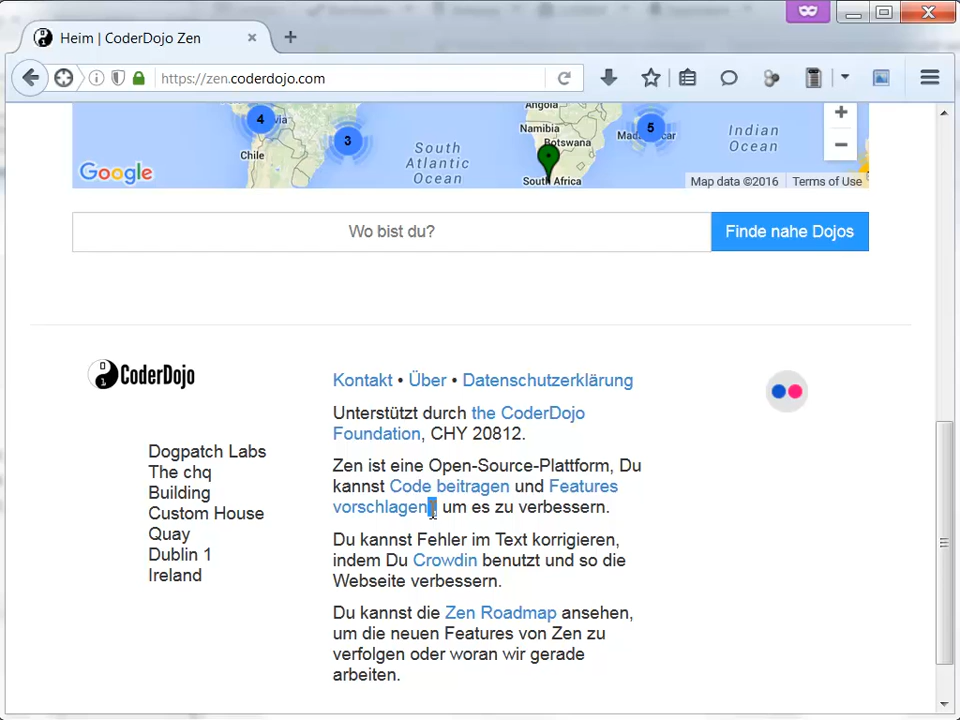 Heim | CoderDojo Zen
https://zen.coderdojo.com
Angola
Namibia
Botswana
Chile
South Atlantic Ocean
South Africa
Indian Ocean
4
3
5
+
−
Google
Map data ©2016
Terms of Use
Wo bist du?
Finde nahe Dojos
CoderDojo
Dogpatch Labs
The chq
Building
Custom House
Quay
Dublin 1
Ireland
Kontakt • Über • Datenschutzerklärung
Unterstützt durch the CoderDojo
Foundation, CHY 20812.
Zen ist eine Open-Source-Plattform, Du
kannst Code beitragen und Features
vorschlagen, um es zu verbessern.
Du kannst Fehler im Text korrigieren,
indem Du Crowdin benutzt und so die
Webseite verbessern.
Du kannst die Zen Roadmap ansehen,
um die neuen Features von Zen zu
verfolgen oder woran wir gerade
arbeiten.